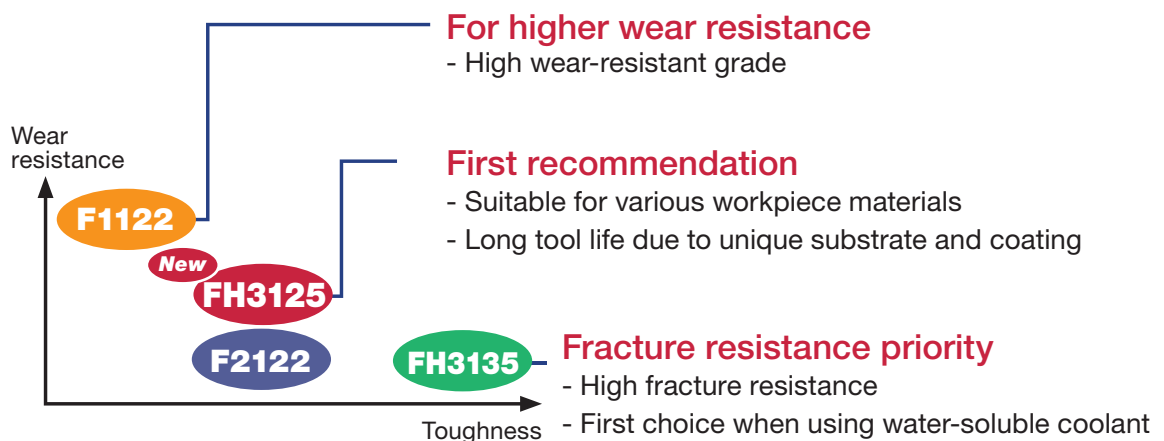 For higher wear resistance
- High wear-resistant grade
Wear
resistance
First recommendation
- Suitable for various workpiece materials
- Long tool life due to unique substrate and coating
F1122
New
FH3125
F2122
FH3135
Fracture resistance priority
- High fracture resistance
- First choice when using water-soluble coolant
Toughness